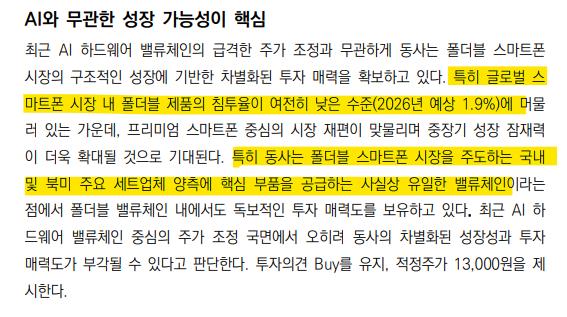 AI와 무관한 성장 가능성이 핵심
최근 AI 하드웨어 밸류체인의 급격한 주가 조정과 무관하게 동사는 폴더블 스마트폰
시장의 구조적인 성장에 기반한 차별화된 투자 매력을 확보하고 있다. 특히 글로벌 스
마트폰 시장 내 폴더블 제품의 침투율이 여전히 낮은 수준(2026년 예상 1.9%)에 머물
러 있는 가운데, 프리미엄 스마트폰 중심의 시장 재편이 맞물리며 중장기 성장 잠재력
이 더욱 확대될 것으로 기대된다. 특히 동사는 폴더블 스마트폰 시장을 주도하는 국내
및 북미 주요 세트업체 양측에 핵심 부품을 공급하는 사실상 유일한 밸류체인이라는
점에서 폴더블 밸류체인 내에서도 독보적인 투자 매력도를 보유하고 있다. 최근 AI 하
드웨어 밸류체인 중심의 주가 조정 국면에서 오히려 동사의 차별화된 성장성과 투자
매력도가 부각될 수 있다고 판단한다. 투자의견 Buy를 유지, 적정주가 13,000원을 제
시한다.